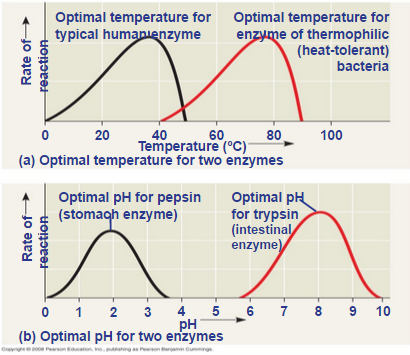 Optimal temperature for
typical human enzyme
Optimal temperature for
enzyme of thermophilic
(heat-tolerant)
bacteria
Rate of
reaction
0 20 40 60 80 100
Temperature (ºC)
(a) Optimal temperature for two enzymes
Optimal pH for pepsin
(stomach enzyme)
Optimal pH
for trypsin
(intestinal
enzyme)
Rate of
reaction
0 1 2 3 4 5 6 7 8 9 10
pH
(b) Optimal pH for two enzymes
Copyright © 2008 Pearson Education, Inc., publishing as Pearson Benjamin Cummings.